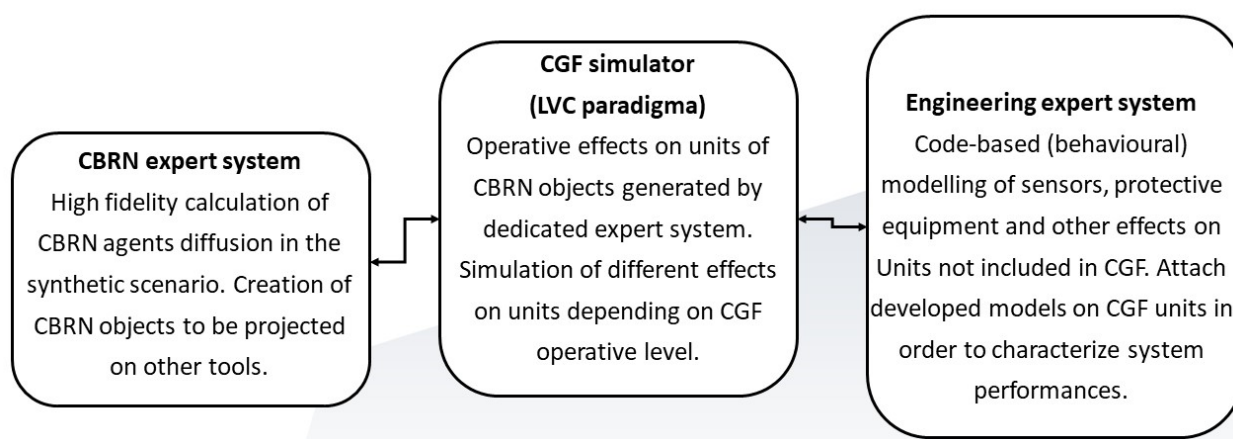 CBRN expert system
High fidelity calculation of
CBRN agents diffusion in the
synthetic scenario. Creation of
CBRN objects to be projected
on other tools.
CGF simulator
(LVC paradigma)
Operative effects on units of
CBRN objects generated by
dedicated expert system.
Simulation of different effects
on units depending on CGF
operative level.
Engineering expert system
Code-based (behavioural)
modelling of sensors, protective
equipment and other effects on
Units not included in CGF. Attach
developed models on CGF units in
order to characterize system
performances.